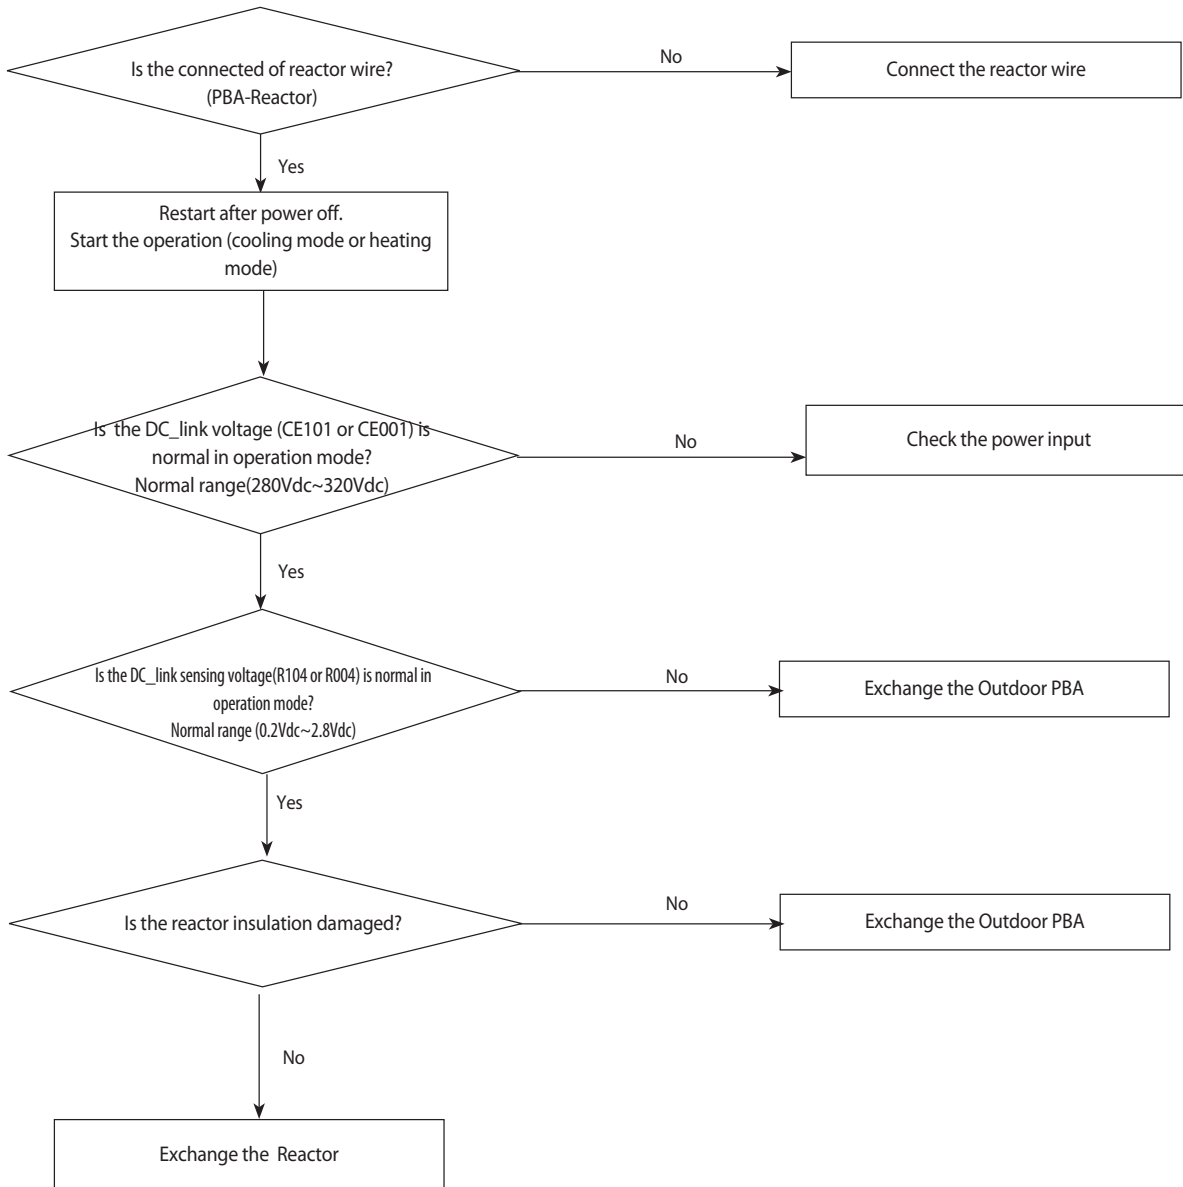 Is the connected of reactor wire?
(PBA-Reactor)
No
Connect the reactor wire
Yes
Restart after power off.
Start the operation (cooling mode or heating
mode)
Is the DC_link voltage (CE101 or CE001) is
normal in operation mode?
Normal range(280Vdc~320Vdc)
No
Check the power input
Yes
Is the DC_link sensing voltage(R104 or R004) is normal in
operation mode?
Normal range (0.2Vdc~2.8Vdc)
No
Exchange the Outdoor PBA
Yes
Is the reactor insulation damaged?
No
Exchange the Outdoor PBA
No
Exchange the Reactor